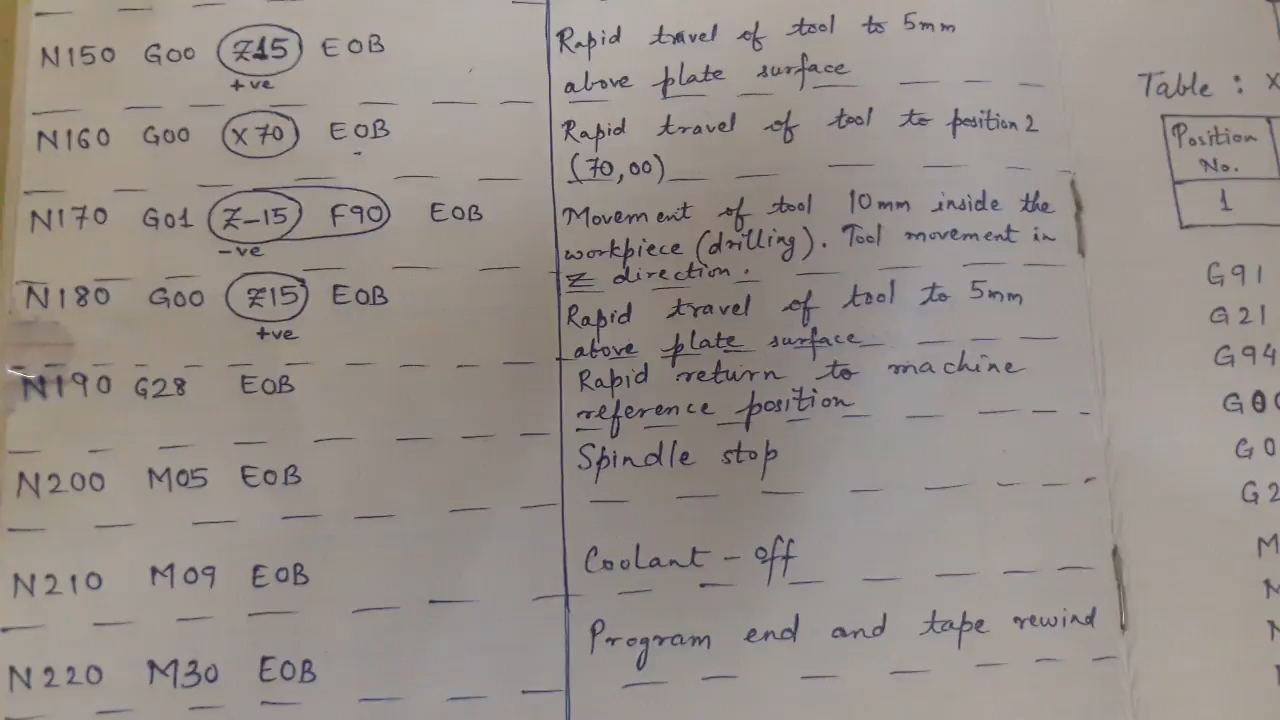 N150 G00 Z15 EOB
+ve
Rapid travel of tool to 5mm
above plate surface
N160 G00 X70 EOB
Rapid travel of tool to position 2
(70,00)
N170 G01 Z-15 F90 EOB
-ve
Movement of tool 10mm inside the
workpiece (drilling). Tool movement in
Z direction.
N180 G00 Z15 EOB
+ve
Rapid travel of tool to 5mm
above plate surface
N190 G28 EOB
Rapid return to machine
reference position
N200 M05 EOB
Spindle stop
N210 M09 EOB
Coolant - off
N220 M30 EOB
Program end and tape rewind
Table : X
Position
No.
1
G91
G21
G94